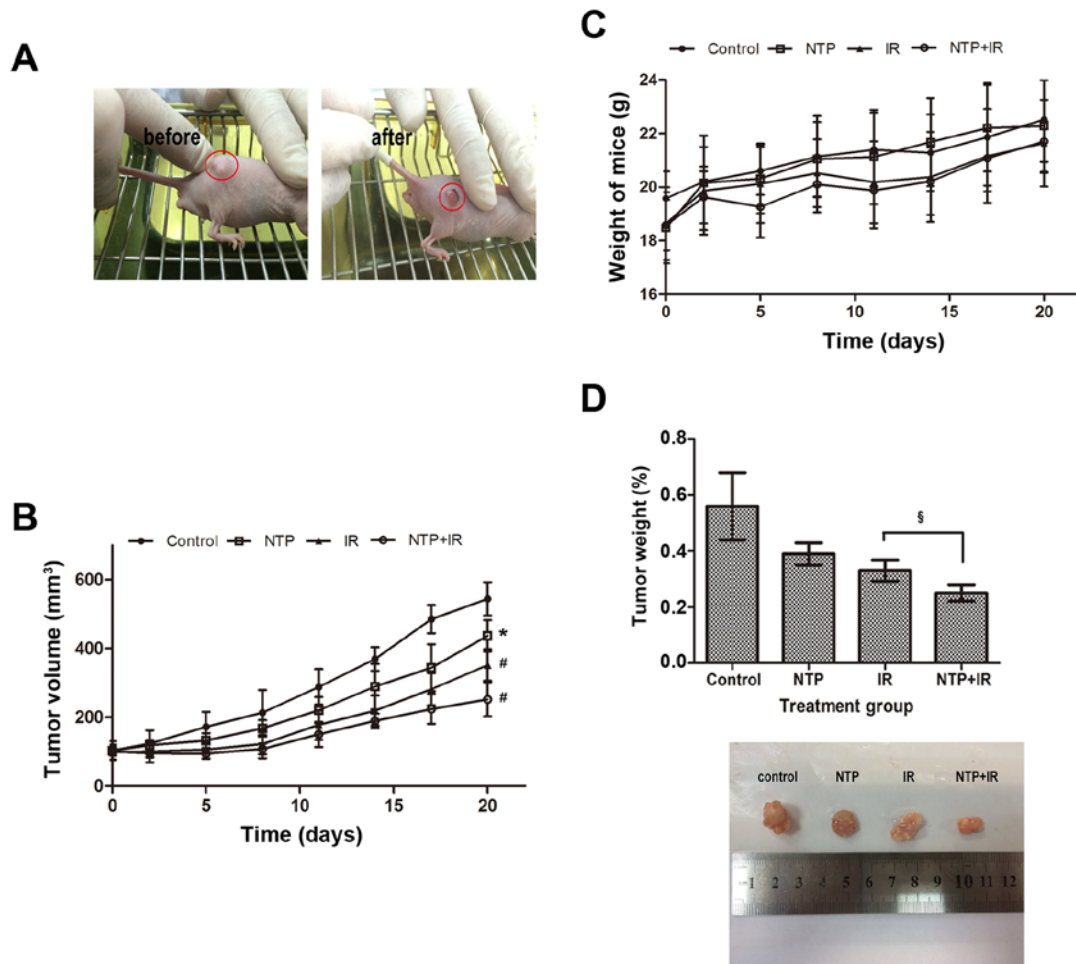 A
before
after
B
Control NTP IR NTP+IR
Tumor volume (mm³)
600
400
200
0
*
#
#
0 5 10 15 20
Time (days)
C
Control NTP IR NTP+IR
Weight of mice (g)
24
22
20
18
16
0 5 10 15 20
Time (days)
D
Tumor weight (%)
0.8
0.6
0.4
0.2
0.0
§
Control NTP IR NTP+IR
Treatment group
control NTP IR NTP+IR
1 2 3 4 5 6 7 8 9 10 11 12